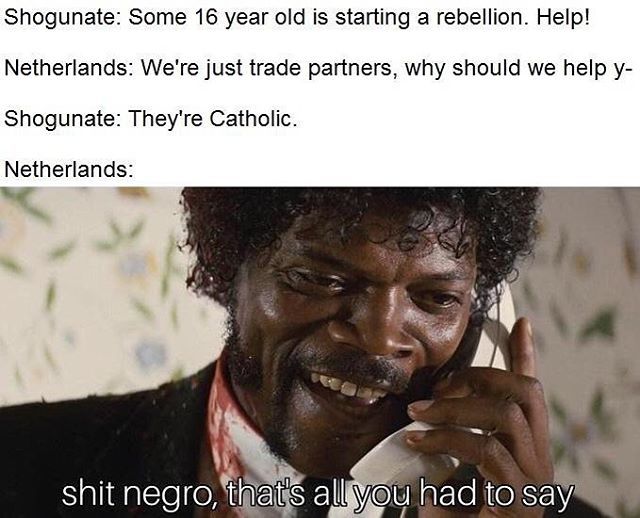 Shogunate: Some 16 year old is starting a rebellion. Help!
Netherlands: We're just trade partners, why should we help y-
Shogunate: They're Catholic.
Netherlands:
shit negro, that's all you had to say